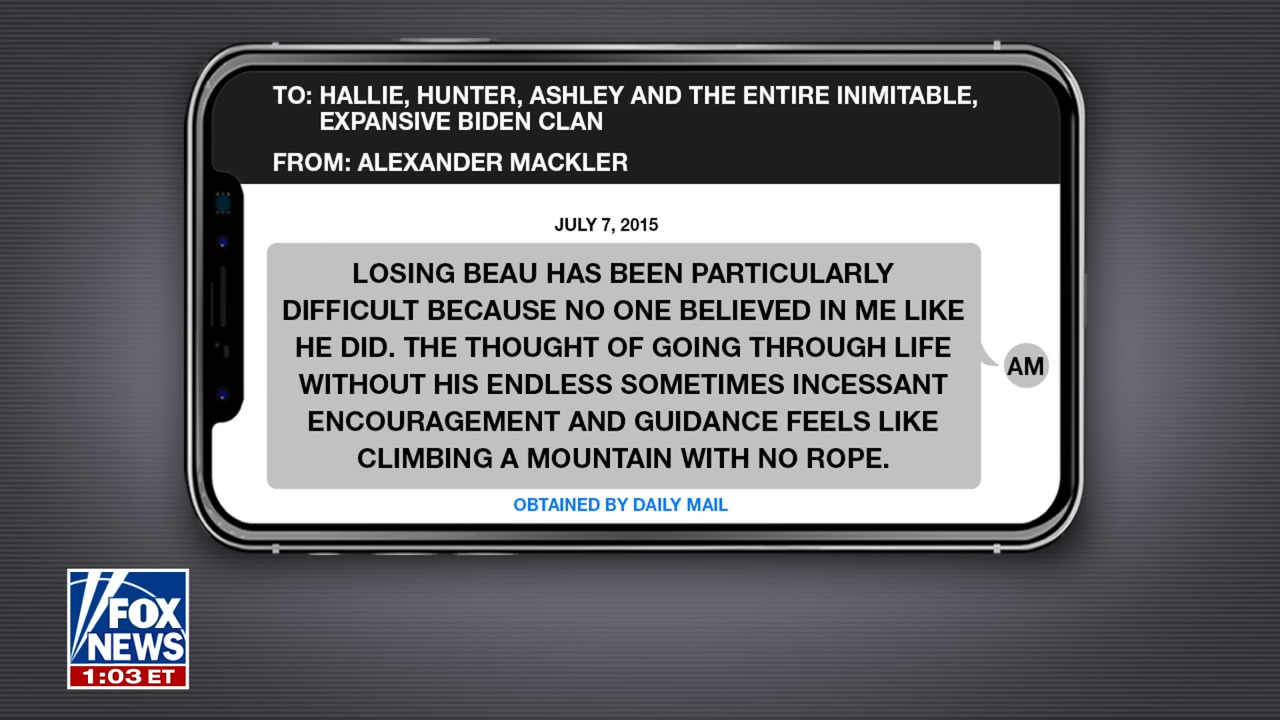 TO: HALLIE, HUNTER, ASHLEY AND THE ENTIRE INIMITABLE,
EXPANSIVE BIDEN CLAN
FROM: ALEXANDER MACKLER
JULY 7, 2015
LOSING BEAU HAS BEEN PARTICULARLY
DIFFICULT BECAUSE NO ONE BELIEVED IN ME LIKE
HE DID. THE THOUGHT OF GOING THROUGH LIFE
WITHOUT HIS ENDLESS SOMETIMES INCESSANT
ENCOURAGEMENT AND GUIDANCE FEELS LIKE
CLIMBING A MOUNTAIN WITH NO ROPE.
AM
OBTAINED BY DAILY MAIL
FOX
NEWS
1:03 ET